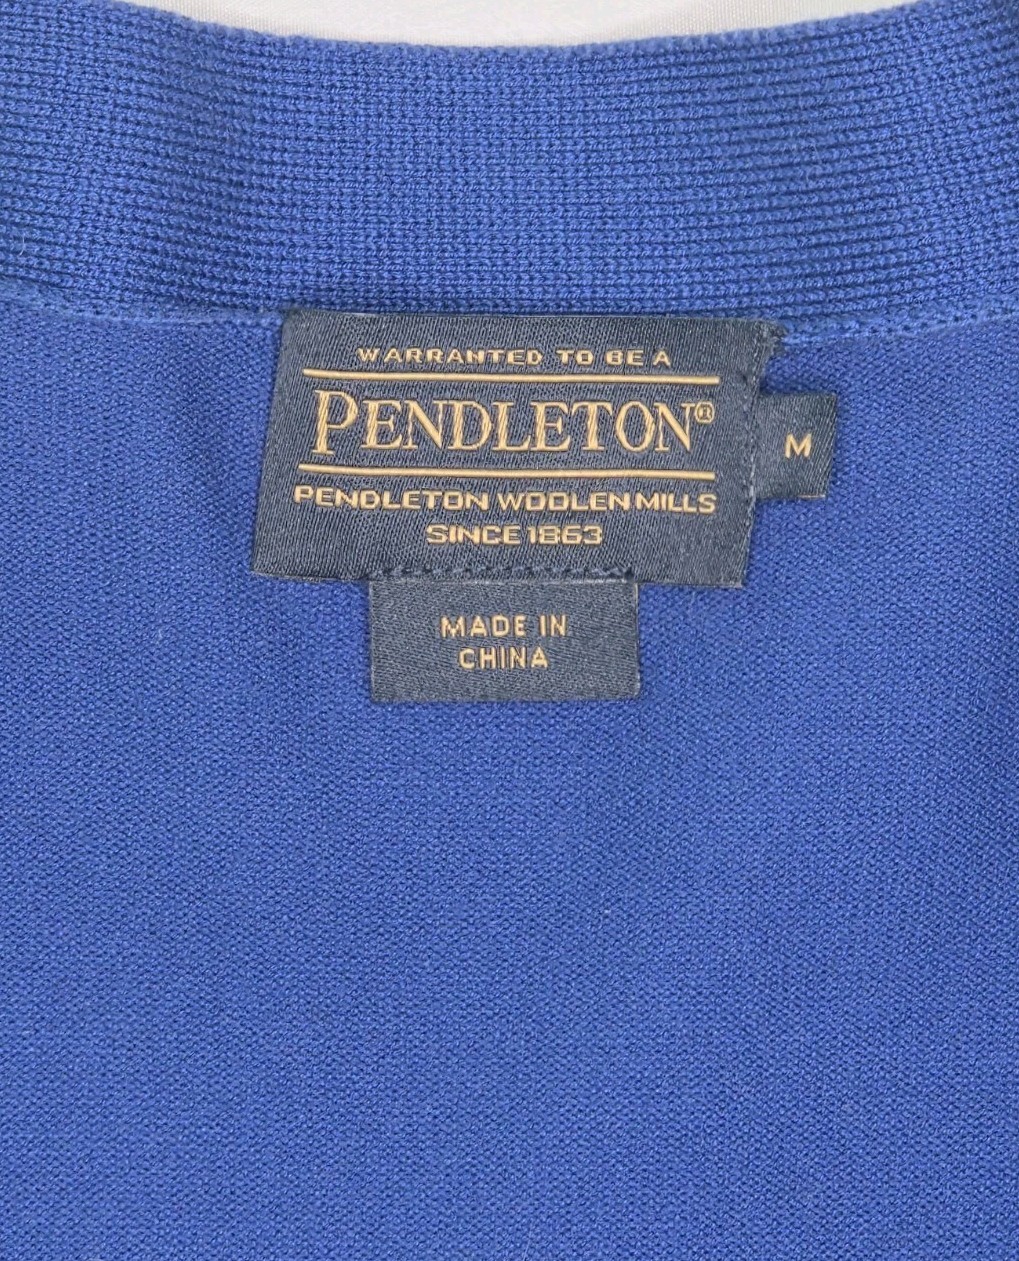 WARRANTED TO BE A
PENDLETON®
PENDLETON WOOLEN MILLS
SINCE 1863
M
MADE IN
CHINA